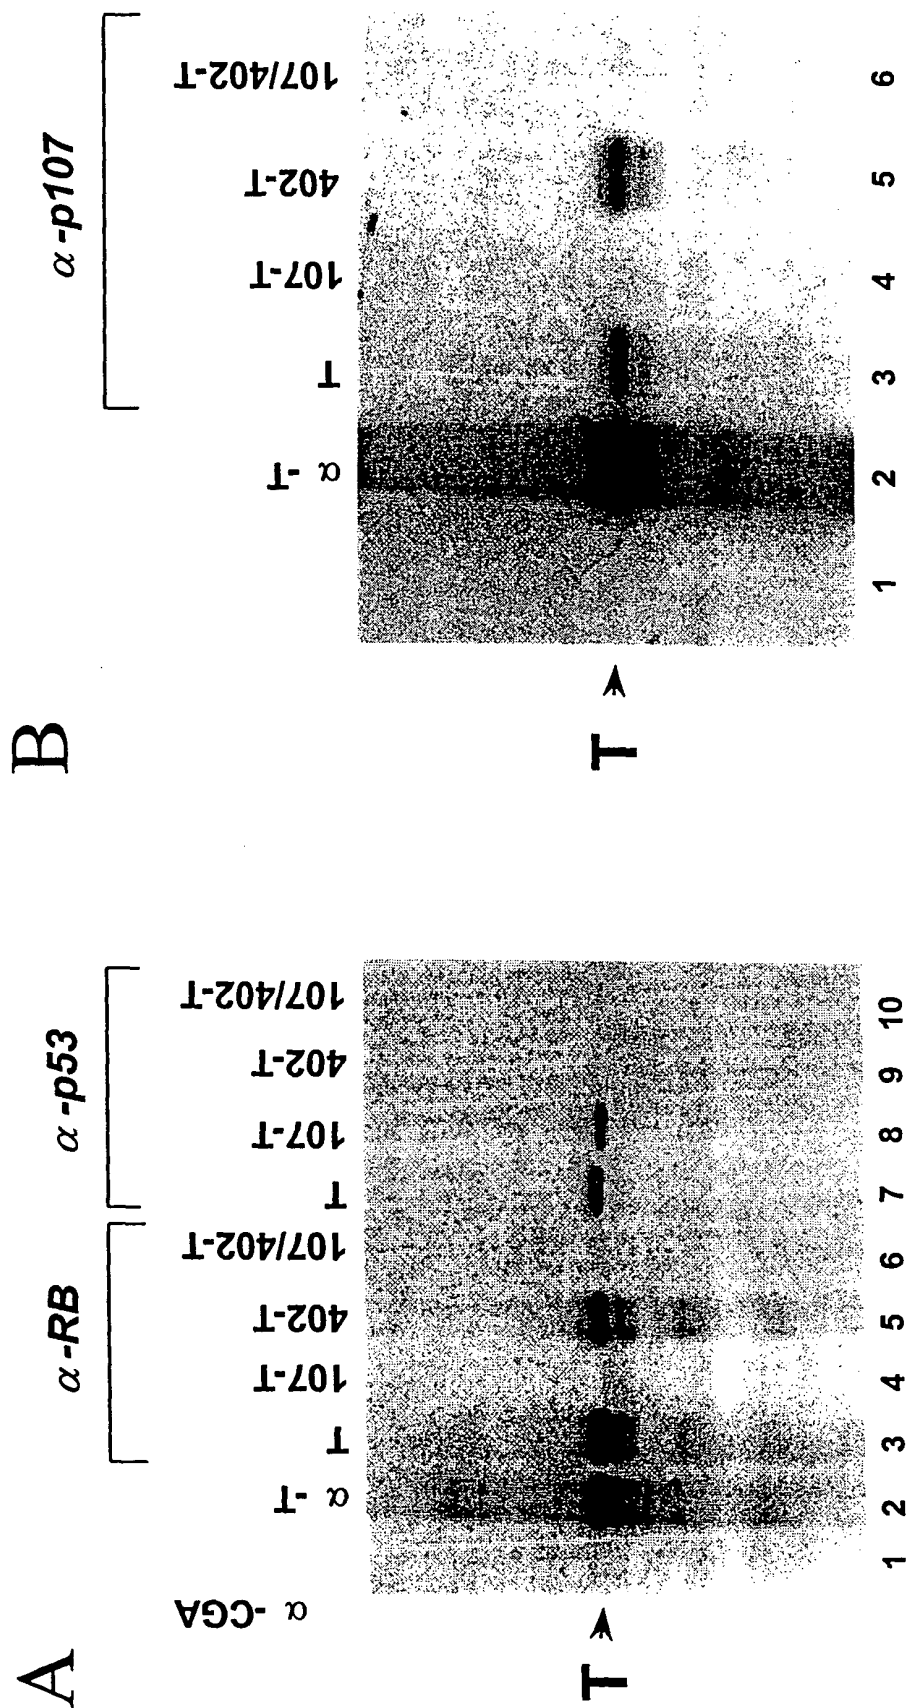 A
α-RB
α-p53
α-CGA
α-T
T
107-T
402-T
107/402-T
T
107-T
402-T
107/402-T
T
1 2 3 4 5 6 7 8 9 10
B
α-p107
α-T
T
107-T
402-T
107/402-T
T
1 2 3 4 5 6